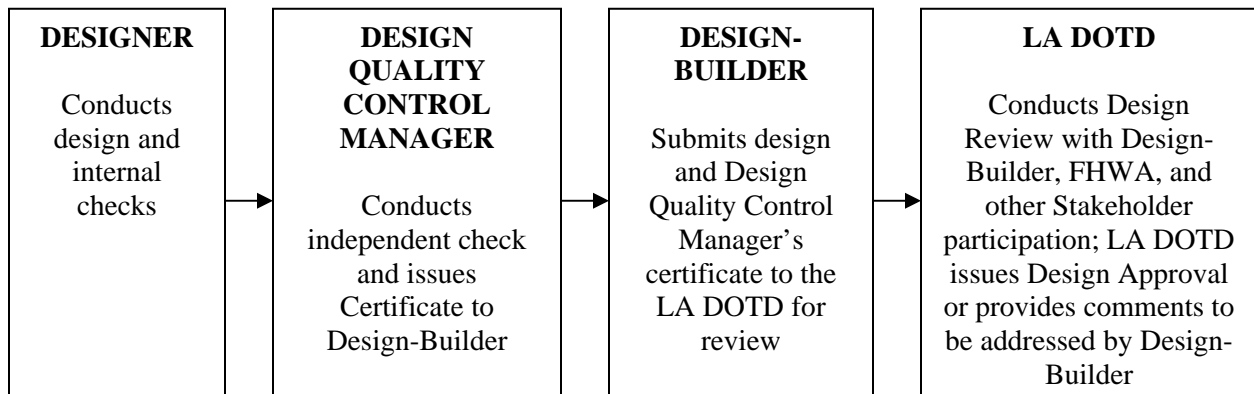 DESIGNER
Conducts
design and
internal
checks
DESIGN
QUALITY
CONTROL
MANAGER
Conducts
independent check
and issues
Certificate to
Design-Builder
DESIGN-
BUILDER
Submits design
and Design
Quality Control
Manager’s
certificate to the
LA DOTD for
review
LA DOTD
Conducts Design
Review with Design-
Builder, FHWA, and
other Stakeholder
participation; LA DOTD
issues Design Approval
or provides comments to
be addressed by Design-
Builder